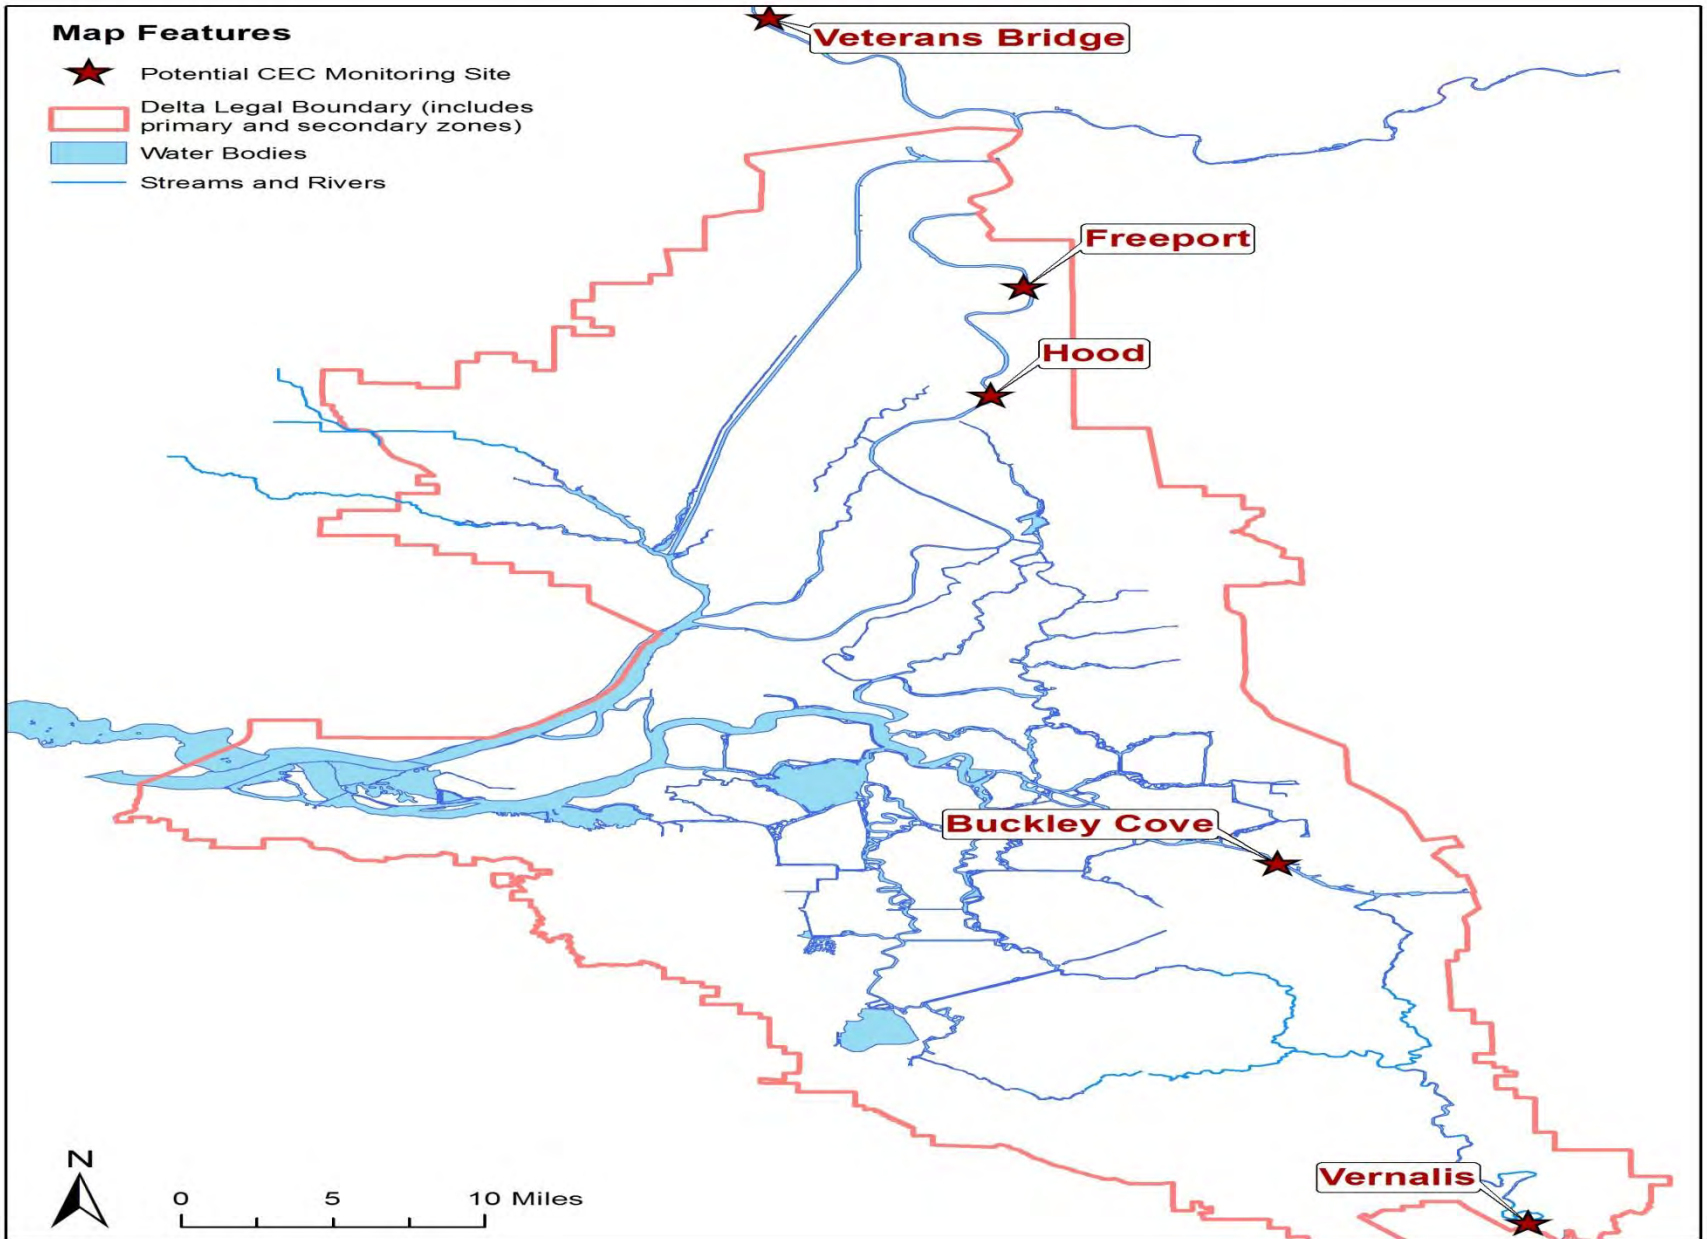 Map Features
Potential CEC Monitoring Site
Delta Legal Boundary (includes
primary and secondary zones)
Water Bodies
Streams and Rivers
Veterans Bridge
Freeport
Hood
Buckley Cove
Vernalis
N
0 5 10 Miles